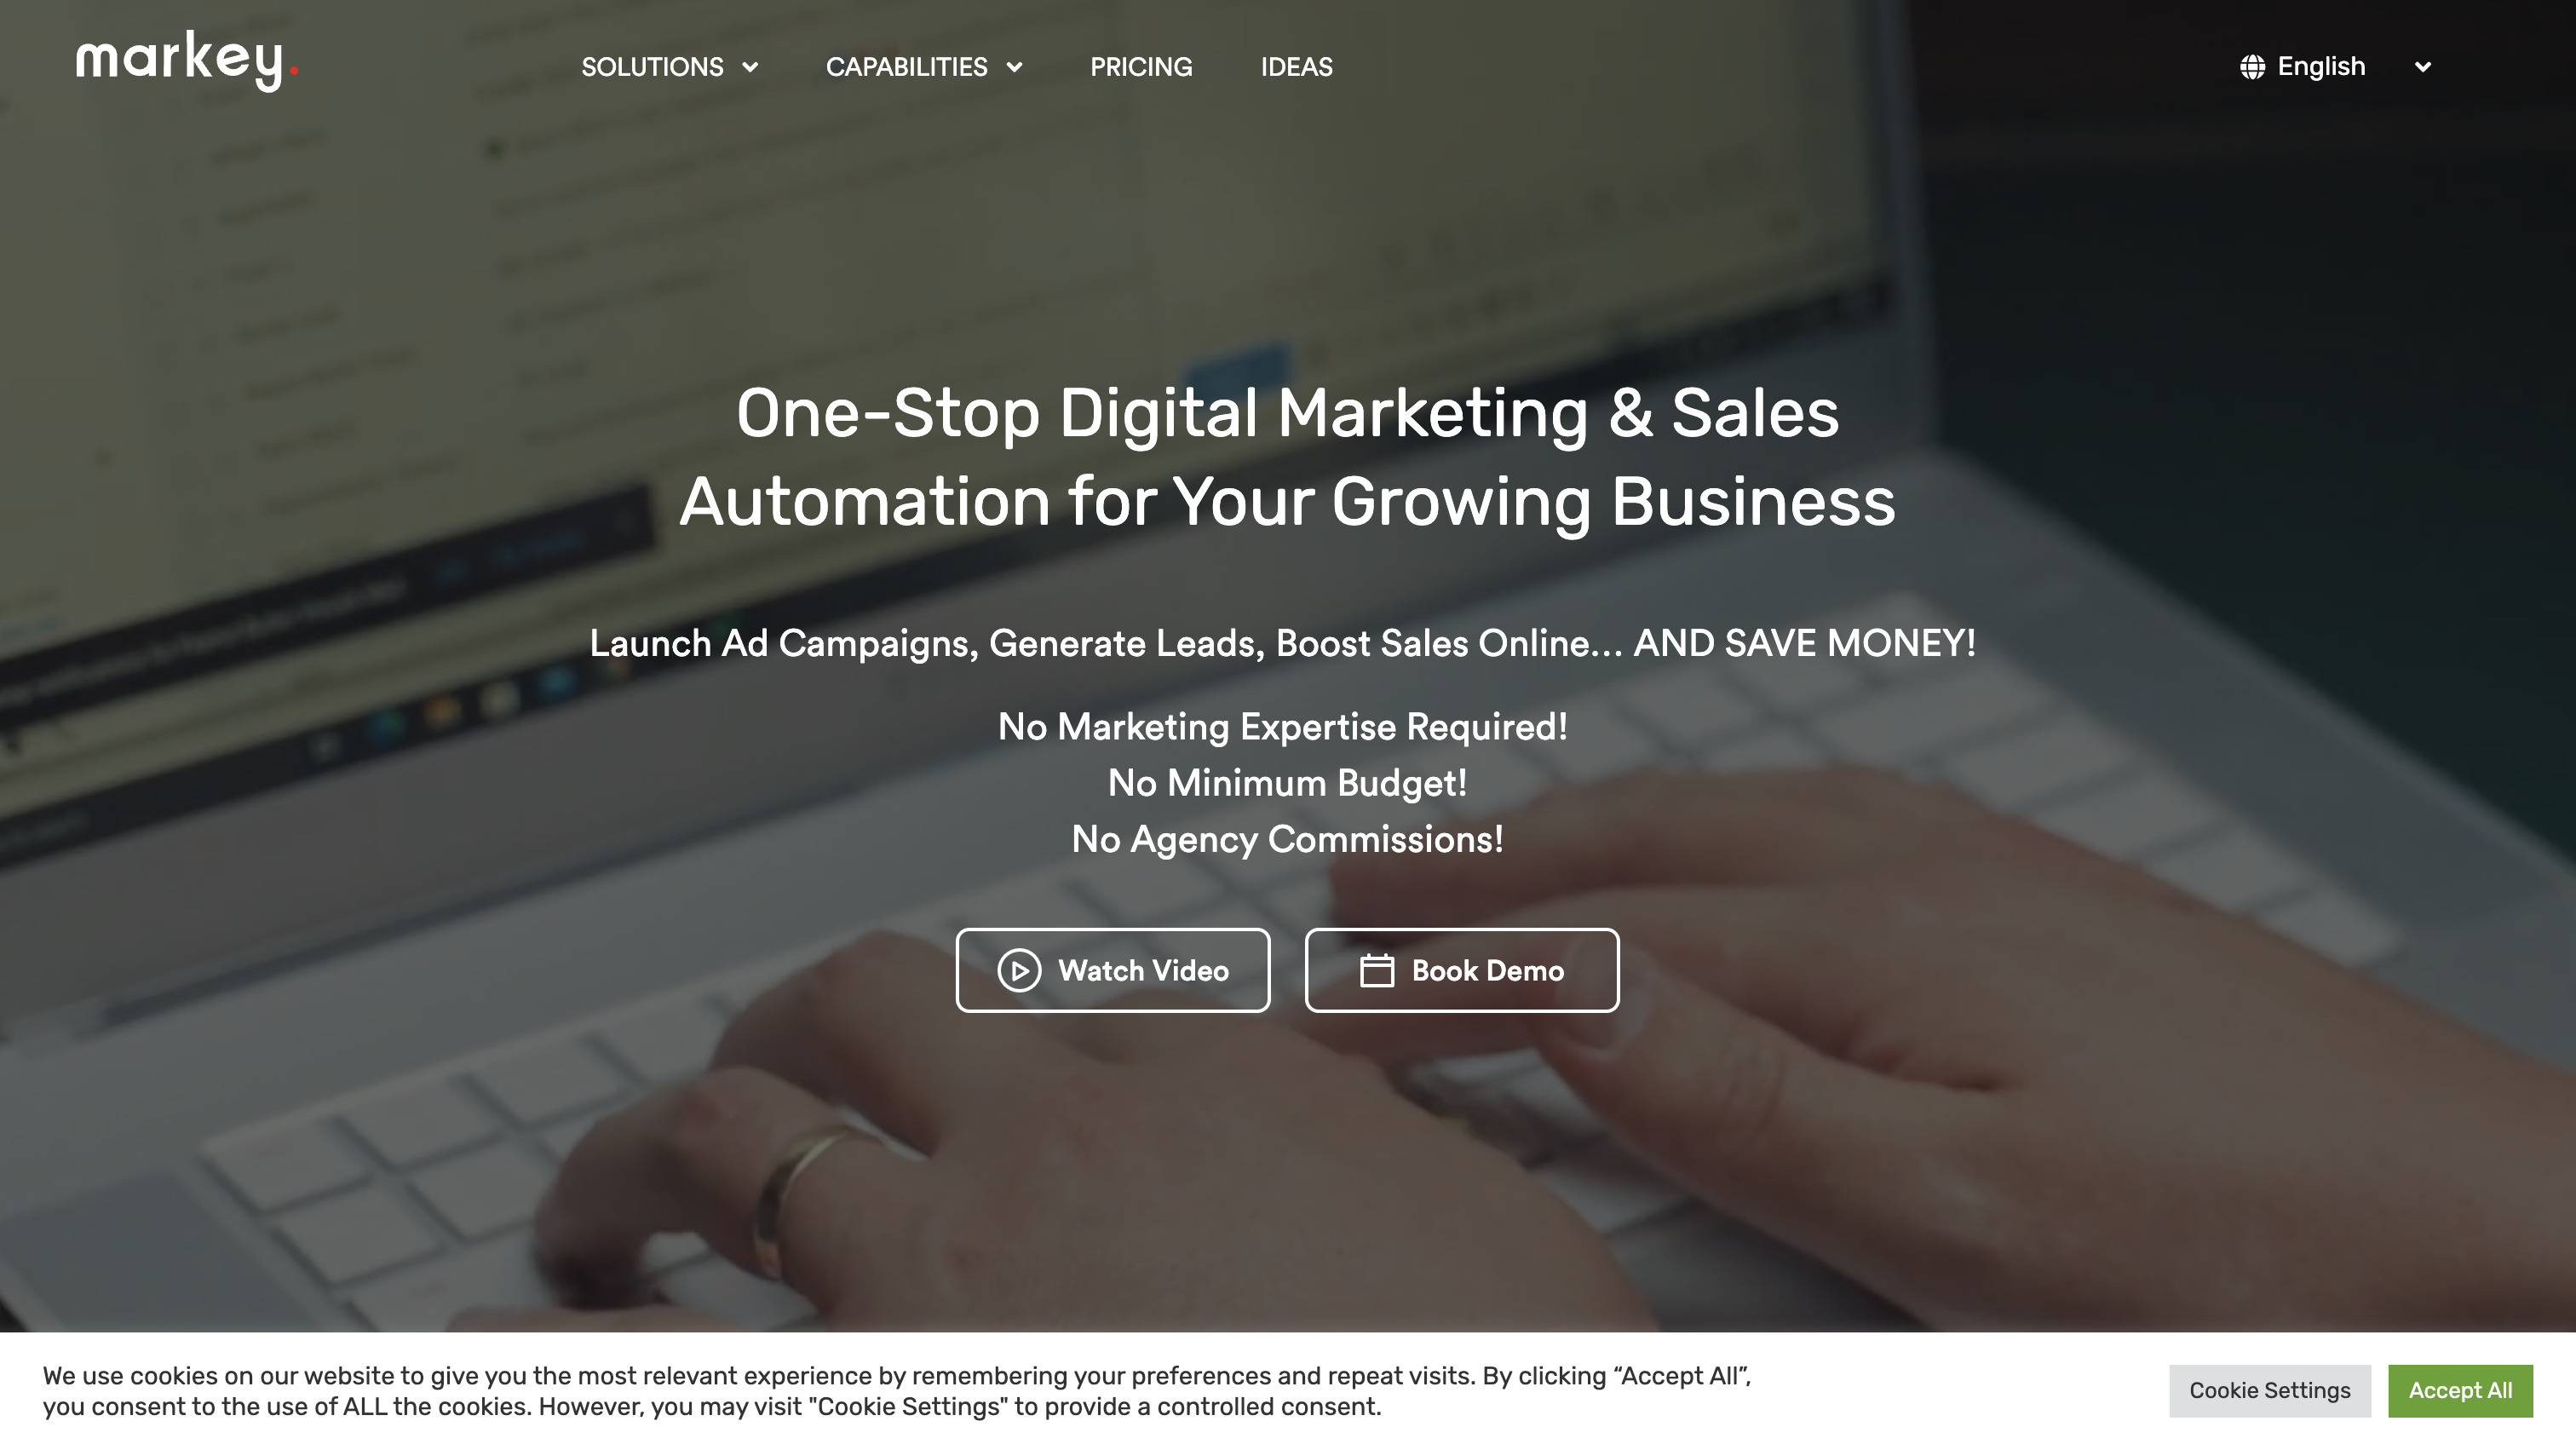 markey.
SOLUTIONS
CAPABILITIES
PRICING
IDEAS
English
One-Stop Digital Marketing & Sales
Automation for Your Growing Business
Launch Ad Campaigns, Generate Leads, Boost Sales Online... AND SAVE MONEY!
No Marketing Expertise Required!
No Minimum Budget!
No Agency Commissions!
Watch Video
Book Demo
We use cookies on our website to give you the most relevant experience by remembering your preferences and repeat visits. By clicking “Accept All”,
you consent to the use of ALL the cookies. However, you may visit "Cookie Settings" to provide a controlled consent.
Cookie Settings
Accept All